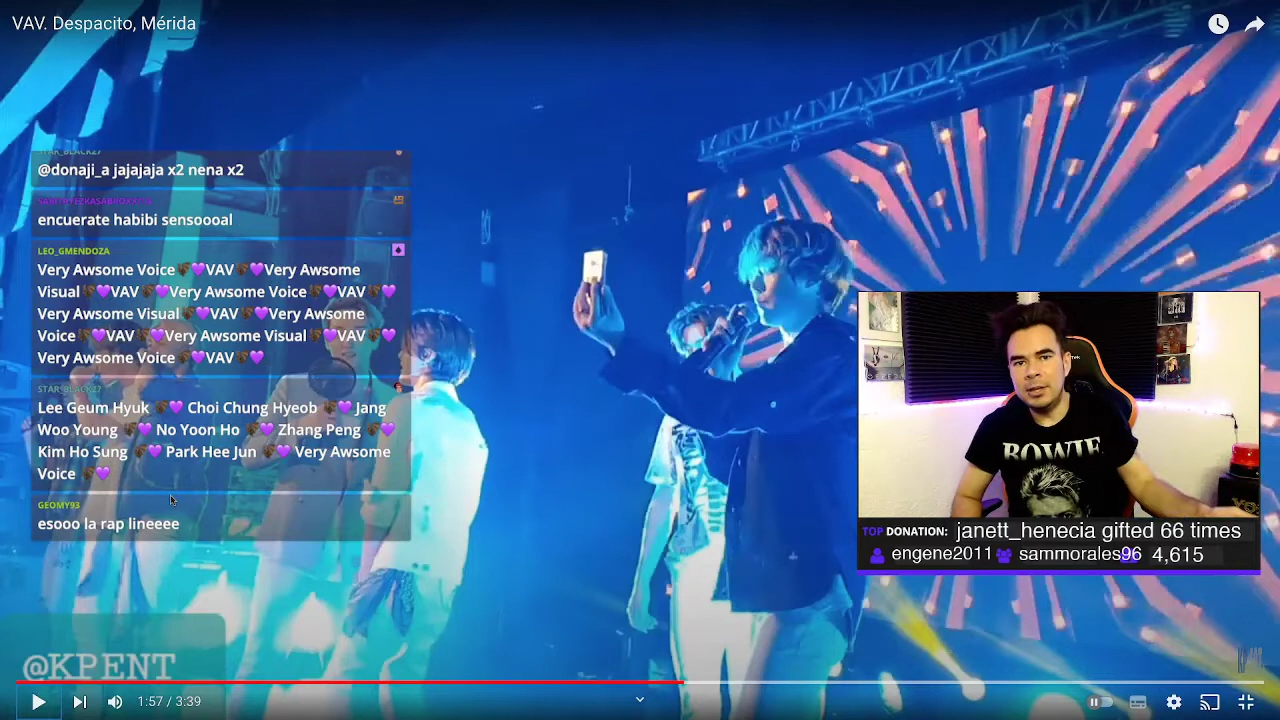 VAV. Despacito, Mérida
@donaji_a jajajaja x2 nena x2
encuerate habibi sensoooal
LEO_GMENDOZA
Very Awsome Voice 💜VAV 💜Very Awsome
Visual 💜VAV 💜Very Awsome Voice 💜VAV 💜
Very Awsome Visual 💜VAV 💜Very Awsome
Voice 💜VAV 💜Very Awsome Visual 💜VAV 💜
Very Awsome Voice 💜VAV 💜
STAR_BLACK27
Lee Geum Hyuk 💜 Choi Chung Hyeob 💜 Jang
Woo Young 💜 No Yoon Ho 💜 Zhang Peng 💜
Kim Ho Sung 💜 Park Hee Jun 💜 Very Awsome
Voice 💜
GEOMY93
esooo la rap lineeee
BOWIE
TOP DONATION: janett_henecia gifted 66 times
engene2011 sammorales96 4,615
@KPENT
1:57 / 3:39